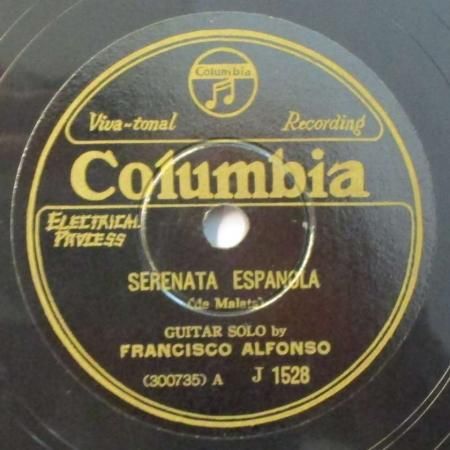 Columbia
Viva-tonal Recording
Columbia
ELECTRICAL
PROCESS
SERENATA ESPANOLA
(de Malats)
GUITAR SOLO by
FRANCISCO ALFONSO
(300735) A J 1528